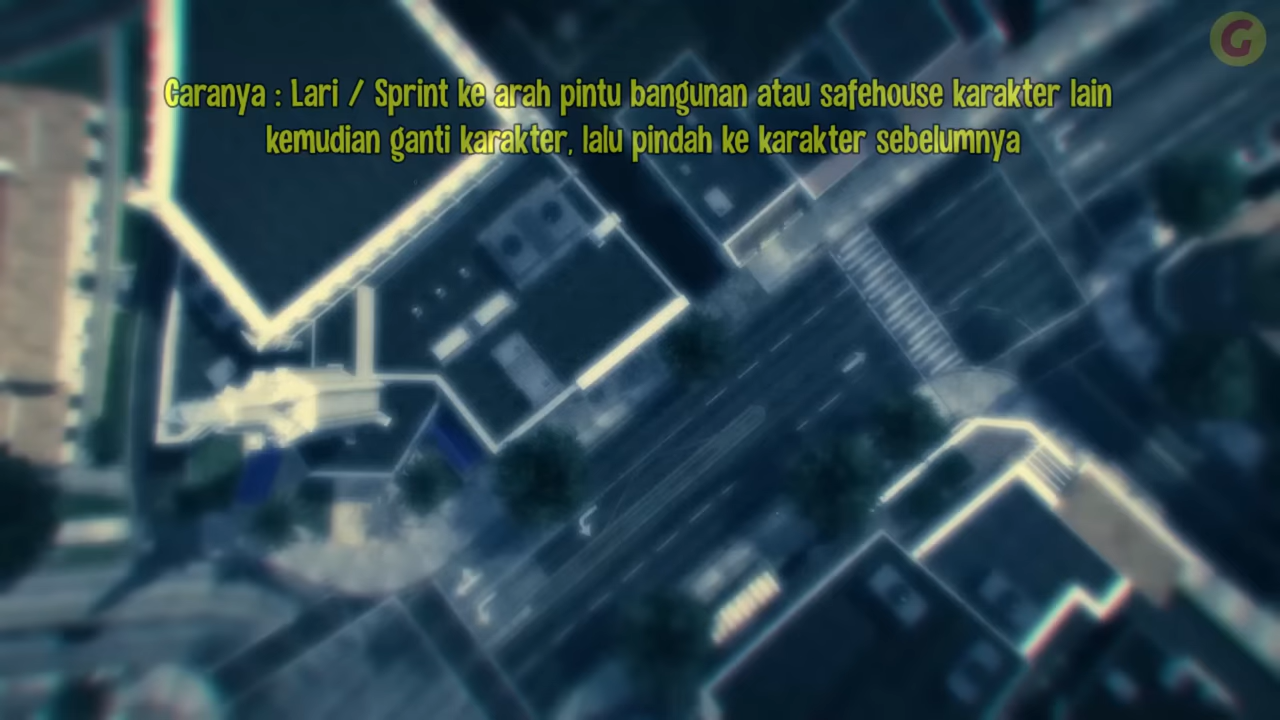 Caranya : Lari / Sprint ke arah pintu bangunan atau safehouse karakter lain
kemudian ganti karakter, lalu pindah ke karakter sebelumnya
G